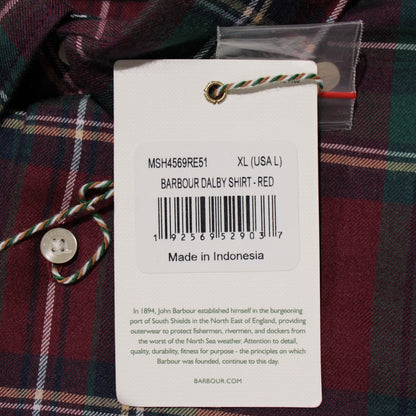 MSH4569RE51 XL (USA L)
BARBOUR DALBY SHIRT - RED
1 92569 52903 7
Made in Indonesia
In 1894, John Barbour established himself in the burgeoning
port of South Shields in the North East of England, providing
outerwear to protect fishermen, rivermen, and dockers from
the worst of the North Sea weather. Attention to detail,
quality, durability, fitness for purpose - the principles on which
Barbour was founded, continue to this day.
BARBOUR.COM